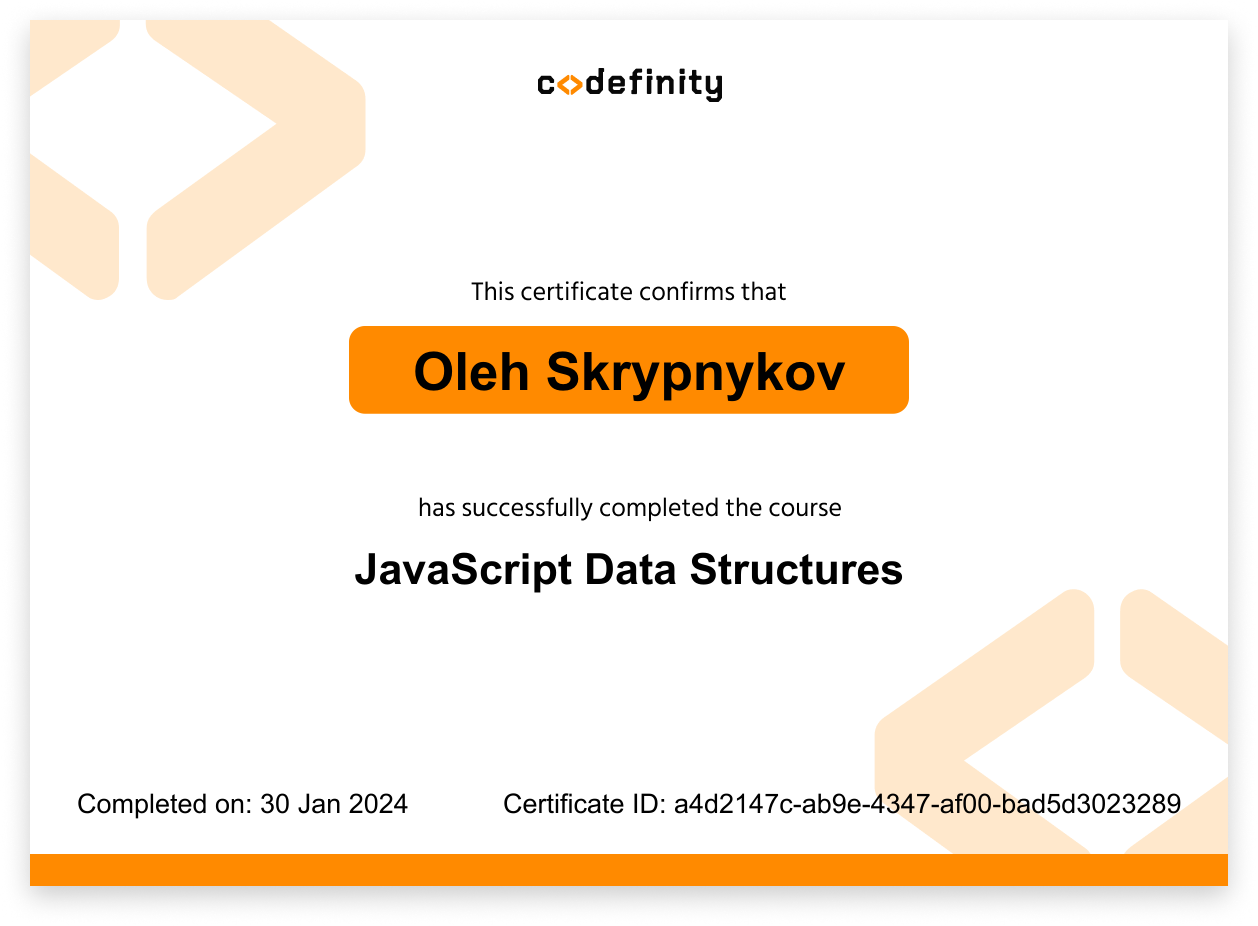 codefinity
This certificate confirms that
Oleh Skrypnykov
has successfully completed the course
JavaScript Data Structures
Completed on: 30 Jan 2024
Certificate ID: a4d2147c-ab9e-4347-af00-bad5d3023289